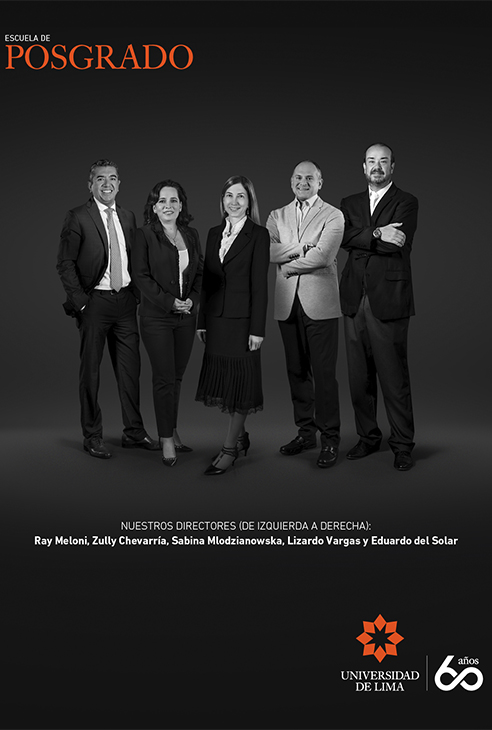 ESCUELA DE
POSGRADO
NUESTROS DIRECTORES (DE IZQUIERDA A DERECHA):
Ray Meloni, Zully Chevarría, Sabina Mlodzianowska, Lizardo Vargas y Eduardo del Solar
UNIVERSIDAD
DE LIMA
años
60